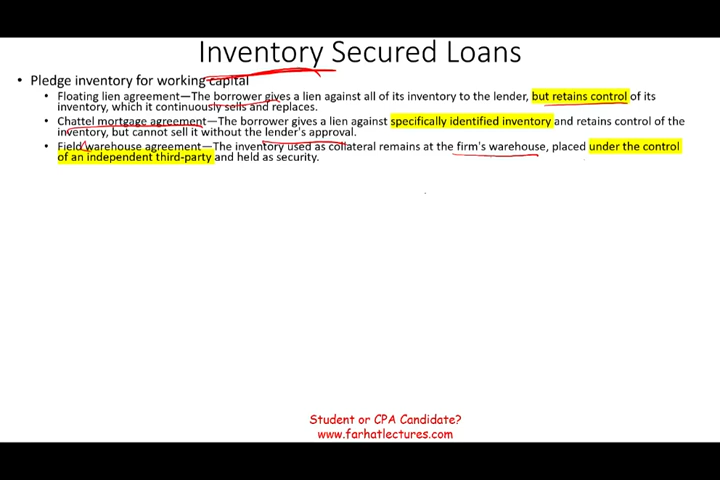 Inventory Secured Loans
• Pledge inventory for working capital
• Floating lien agreement—The borrower gives a lien against all of its inventory to the lender, but retains control of its
inventory, which it continuously sells and replaces.
• Chattel mortgage agreement—The borrower gives a lien against specifically identified inventory and retains control of the
inventory, but cannot sell it without the lender's approval.
• Field warehouse agreement—The inventory used as collateral remains at the firm's warehouse, placed under the control
of an independent third-party and held as security.
Student or CPA Candidate?
www.farhatlectures.com